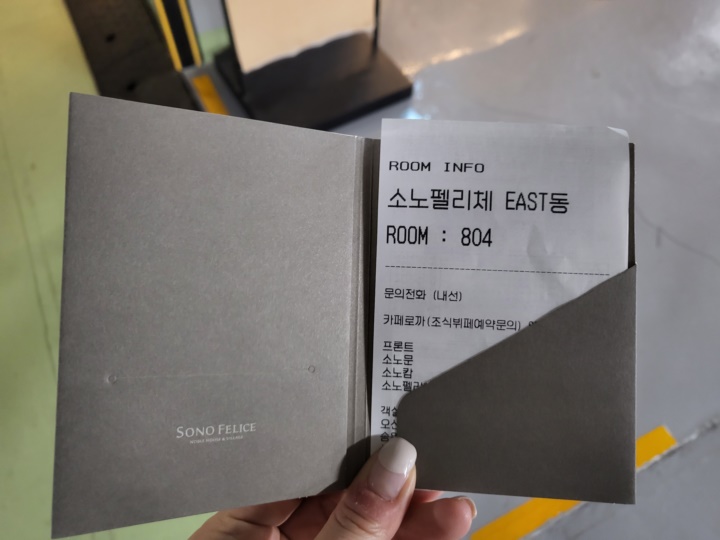 SONO FELICE
ROOM INFO
소노펠리체 EAST동
ROOM : 804
문의전화 (내선)
카페로까(조식뷔페예약문의)
프론트
소노문
소노캄